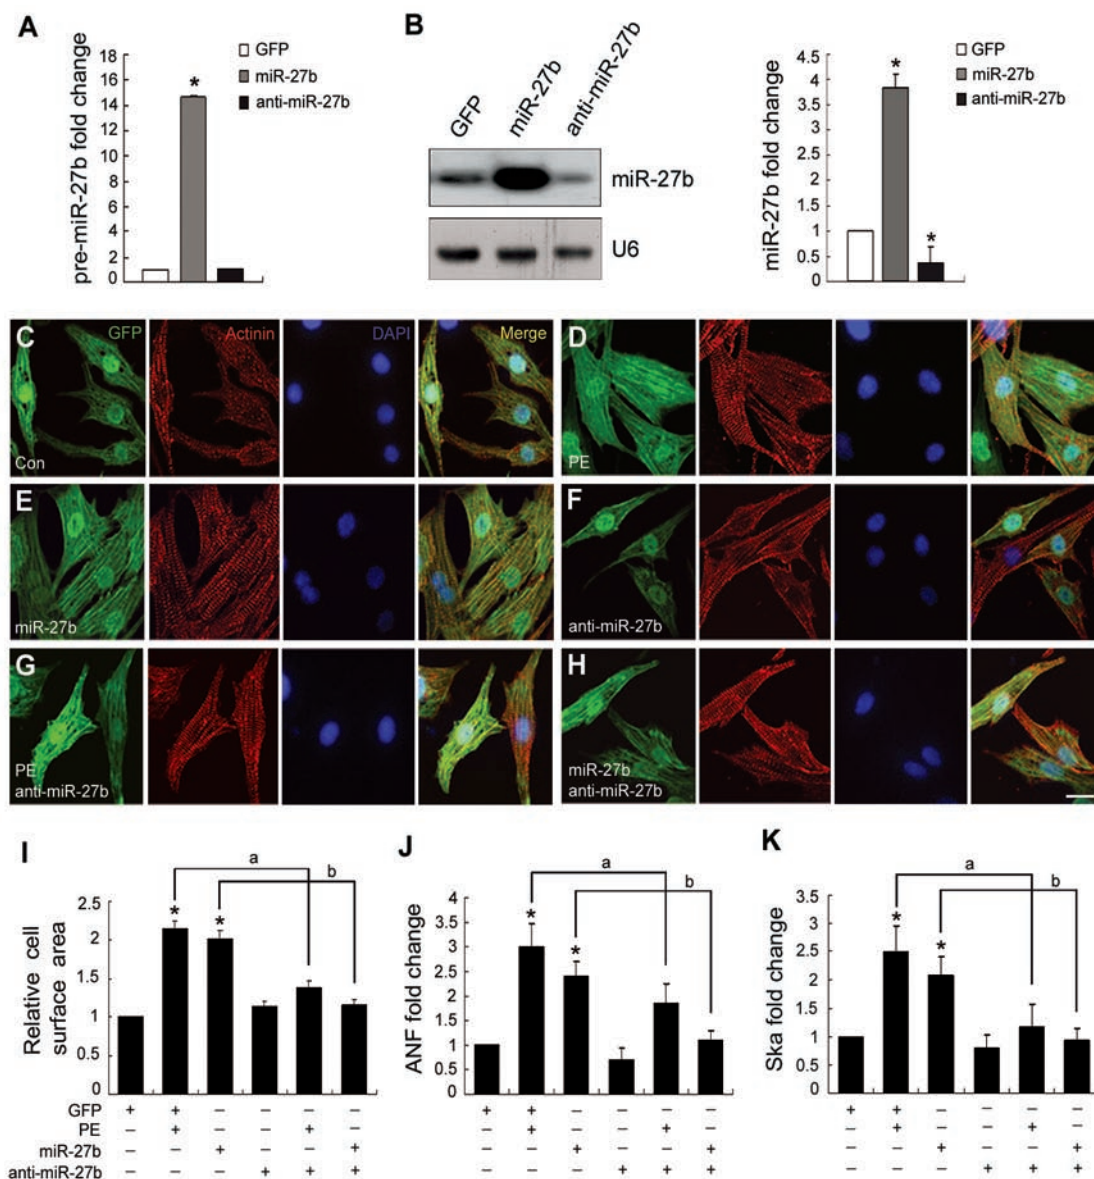 A
pre-miR-27b fold change
18
16
14
12
10
8
6
4
2
0
*
GFP
miR-27b
anti-miR-27b
B
GFP
miR-27b
anti-miR-27b
miR-27b
U6
miR-27b fold change
4.5
4
3.5
3
2.5
2
1.5
1
0.5
0
*
*
GFP
miR-27b
anti-miR-27b
C
GFP
Actinin
DAPI
Merge
Con
D
PE
E
miR-27b
F
anti-miR-27b
G
PE
anti-miR-27b
H
miR-27b
anti-miR-27b
I
a
b
Relative cell
surface area
2.5
2
1.5
1
0.5
0
*
*
J
a
b
ANF fold change
4
3.5
3
2.5
2
1.5
1
0.5
0
*
*
K
a
b
Ska fold change
3.5
3
2.5
2
1.5
1
0.5
0
*
*
GFP + + – – – – + + – – – – + + – – – –
PE – + – – + – – + – – + – – + – – + –
miR-27b – – + – – + – – + – – + – – + – – +
anti-miR-27b – – – + + + – – – + + + – – – + + +